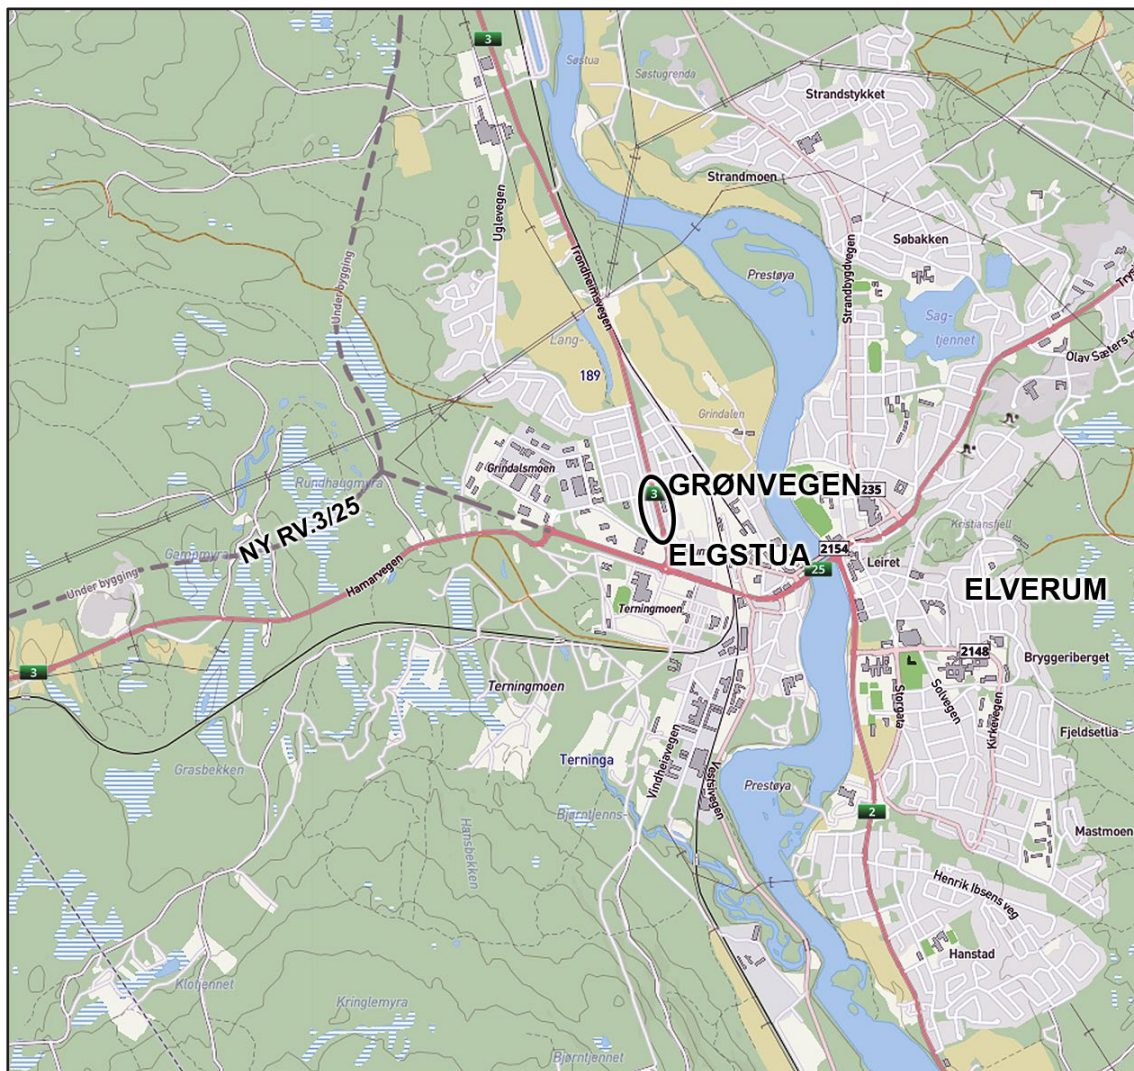 3
Søstua
Søstugrenda
Strandstykket
Strandmoen
Uglevegen
Trondheimsvegen
Strandbygdvegen
Søbakken
Prestøya
Under bygging
Sag-
tjennet
Olav Sæters v
Lang-
189
Grindalen
Grindalsmoen
Rundhaugmyra
3
GRØNVEGEN
235
NY RV.3/25
Kristiansfjell
Gampmyra
ELGSTUA
2154
25
Leiret
Under bygging
Hamarvegen
ELVERUM
Terningmoen
3
2148
Bryggeriberget
Terningmoen
Storgata
Solvegen
Kirkevegen
Fjeldsetlia
Grasbekken
Terninga
Vindheiavegen
Vestsivegen
Prestøya
Bjørntjenns-
2
Hansbekken
Mastmoen
Henrik Ibsens veg
Hanstad
Klotjennet
Kringlemyra
Bjørntjennet